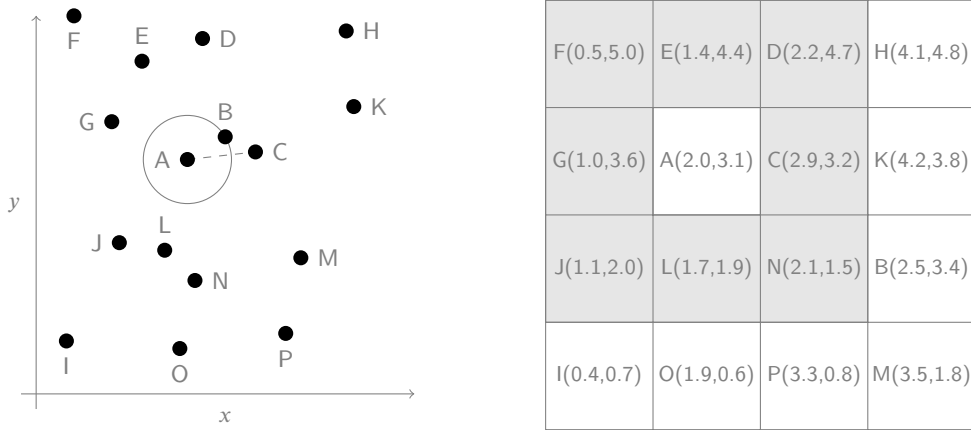 F
E
D
H
K
G
B
A
C
y
L
J
M
N
I
O
P
x
F(0.5,5.0) E(1.4,4.4) D(2.2,4.7) H(4.1,4.8)
G(1.0,3.6) A(2.0,3.1) C(2.9,3.2) K(4.2,3.8)
J(1.1,2.0) L(1.7,1.9) N(2.1,1.5) B(2.5,3.4)
I(0.4,0.7) O(1.9,0.6) P(3.3,0.8) M(3.5,1.8)